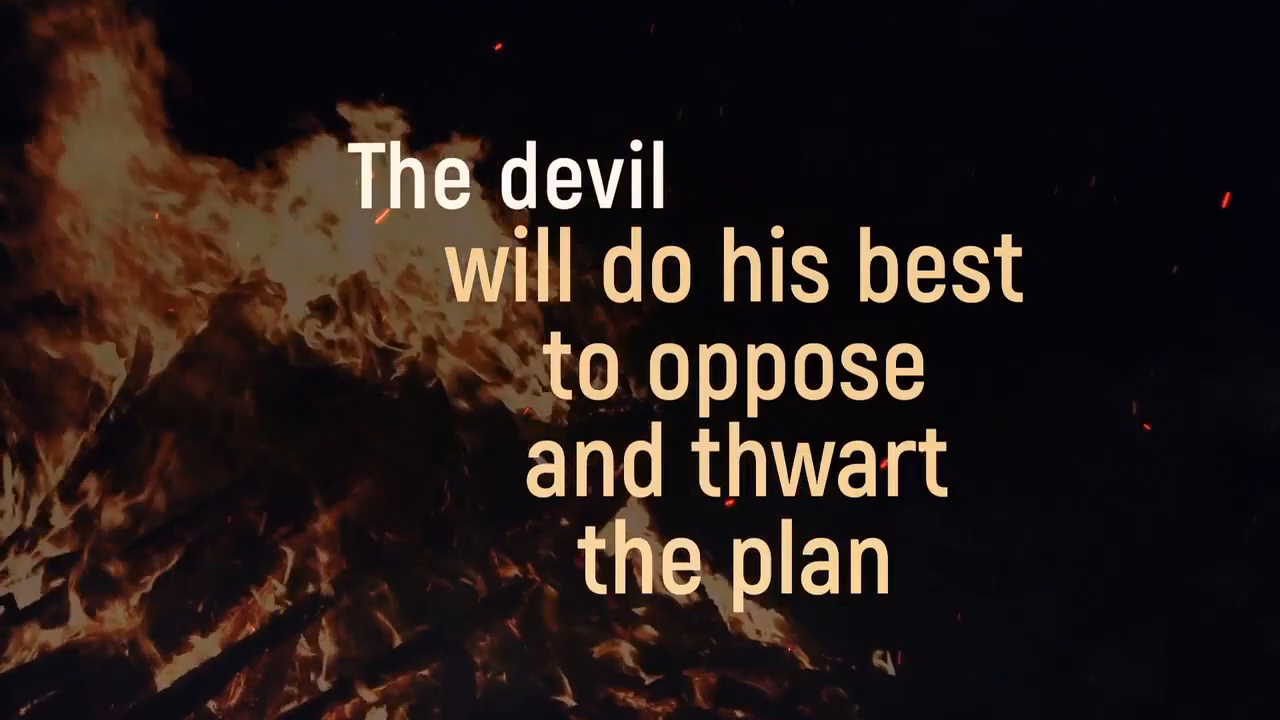 The devil
will do his best
to oppose
and thwart
the plan